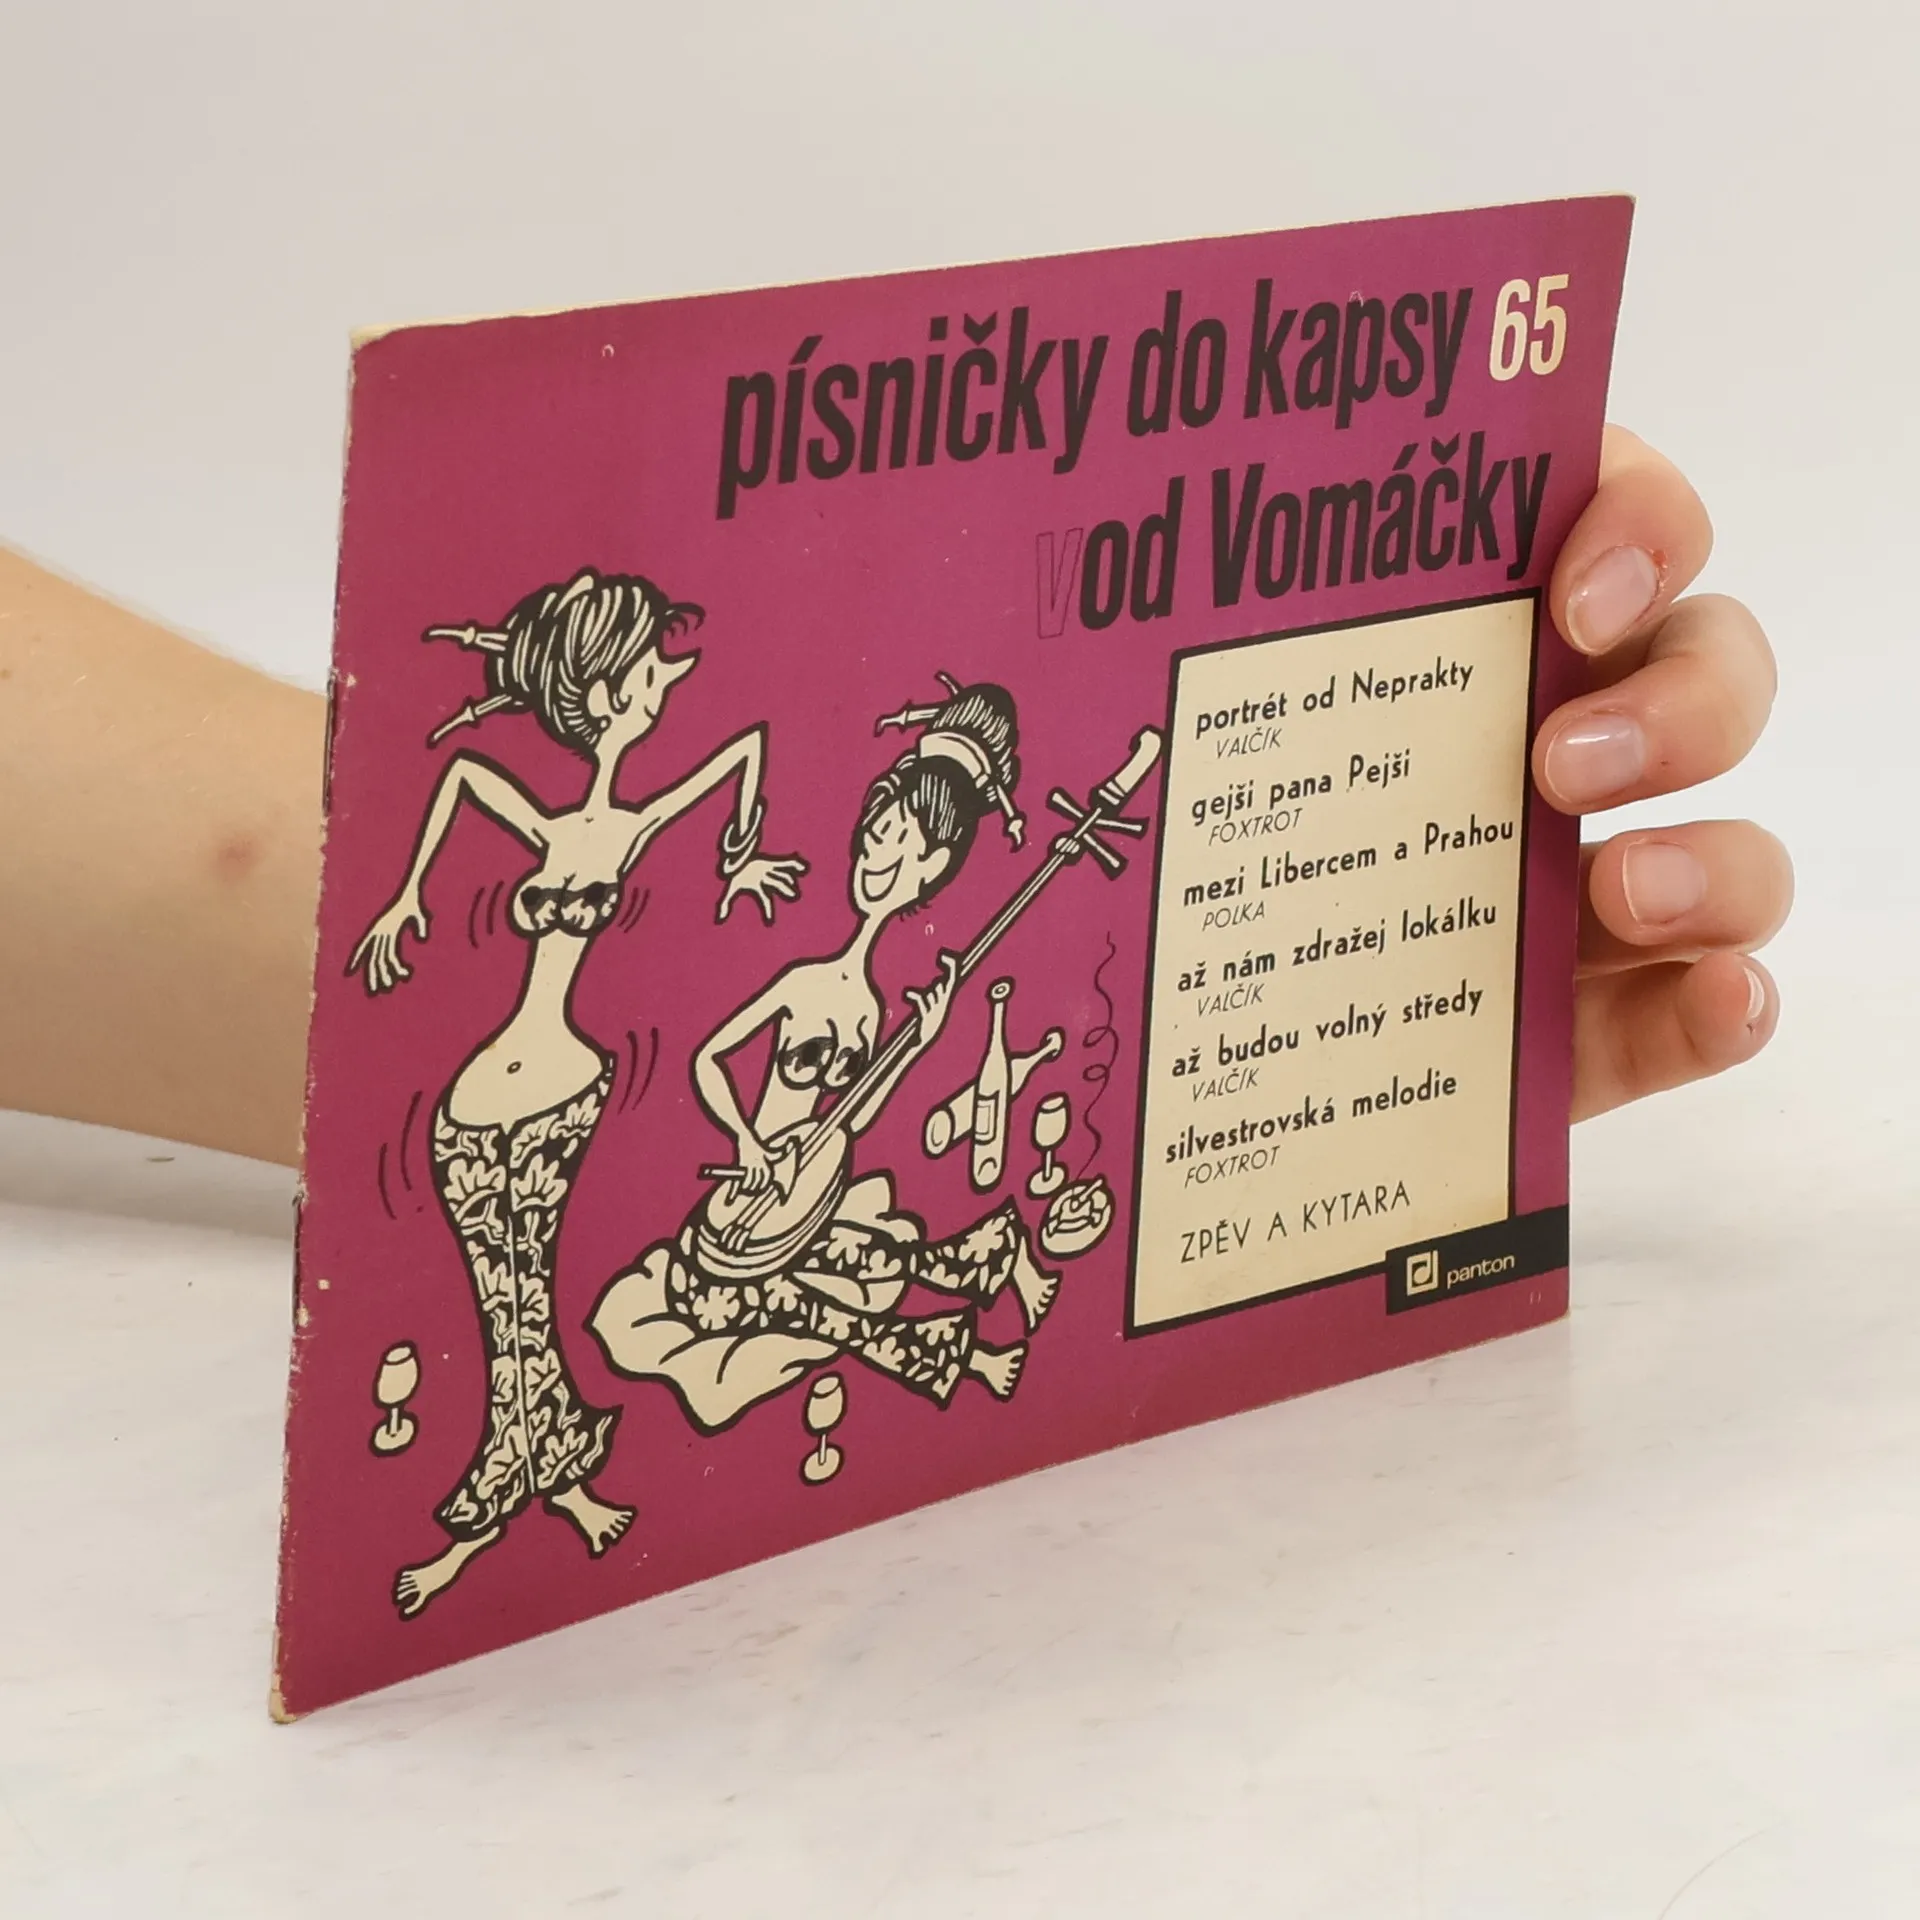 písničky do kapsy 65
vod Vomáčky
portrét od Neprakty
VALČÍK
gejši pana Pejši
FOXTROT
mezi Libercem a Prahou
POLKA
až nám zdražej lokálku
VALČÍK
až budou volný středy
VALČÍK
silvestrovská melodie
FOXTROT
ZPĚV A KYTARA
panton